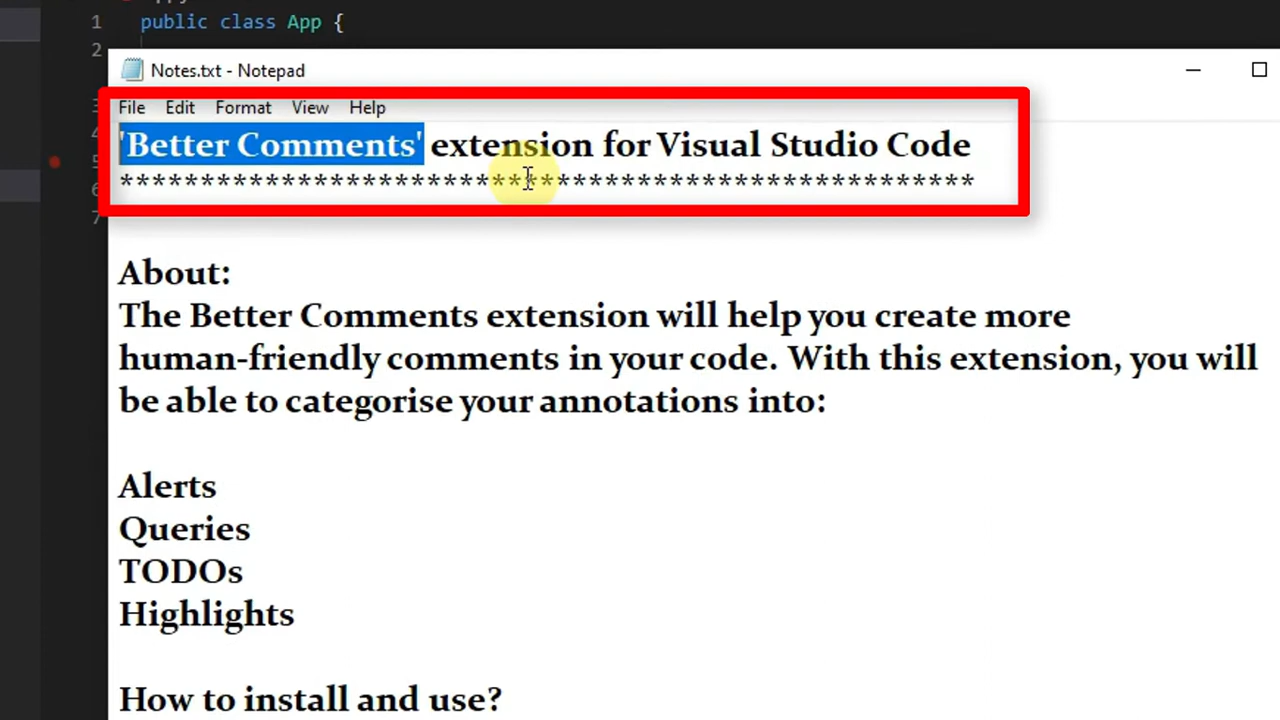 1 public class App {
2
Notes.txt - Notepad
File Edit Format View Help
'Better Comments' extension for Visual Studio Code
*****************************************************
About:
The Better Comments extension will help you create more
human-friendly comments in your code. With this extension, you will
be able to categorise your annotations into:
Alerts
Queries
TODOs
Highlights
How to install and use?